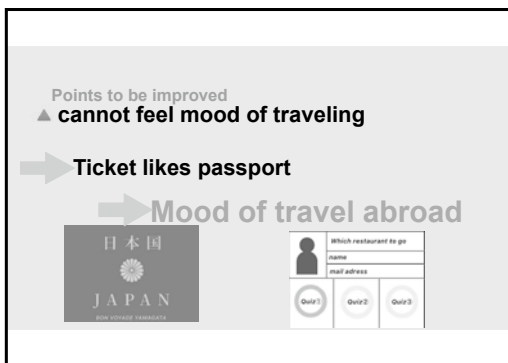 Points to be improved
▲ cannot feel mood of traveling
Ticket likes passport
Mood of travel abroad
日本国
JAPAN
BON VOYAGE YAMAGATA
Which restaurant to go
name
mail adress
Quiz1
Quiz2
Quiz3